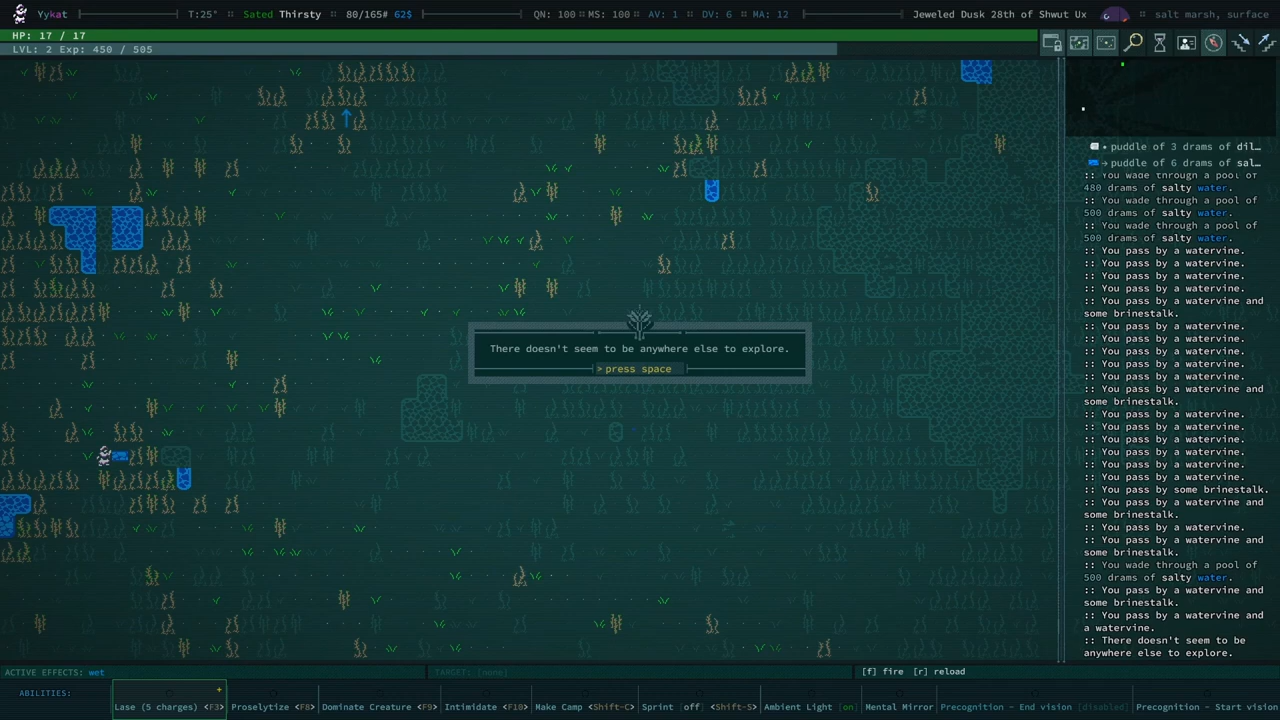 Yykat T:25° Sated Thirsty 80/165# 62$ QN: 100 MS: 100 AV: 1 DV: 6 MA: 12 Jeweled Dusk 28th of Shwut Ux salt marsh, surface
HP: 17 / 17
LVL: 2 Exp: 450 / 505
puddle of 3 drams of dil…
puddle of 6 drams of sal…
:: You wade through a pool of
480 drams of salty water.
:: You wade through a pool of
500 drams of salty water.
:: You wade through a pool of
500 drams of salty water.
:: You pass by a watervine.
:: You pass by a watervine.
:: You pass by a watervine.
:: You pass by a watervine.
:: You pass by a watervine and
some brinestalk.
:: You pass by a watervine.
:: You pass by a watervine.
:: You pass by a watervine.
:: You pass by a watervine.
:: You pass by a watervine.
:: You pass by a watervine and
some brinestalk.
:: You pass by a watervine.
:: You pass by a watervine.
:: You pass by a watervine.
:: You pass by a watervine.
:: You pass by a watervine.
:: You pass by a watervine.
:: You pass by some brinestalk.
:: You pass by a watervine and
some brinestalk.
:: You pass by a watervine.
:: You pass by a watervine and
some brinestalk.
:: You wade through a pool of
500 drams of salty water.
:: You pass by a watervine and
some brinestalk.
:: You pass by a watervine and
a watervine.
:: There doesn't seem to be
anywhere else to explore.
There doesn't seem to be anywhere else to explore.
> press space
ACTIVE EFFECTS: wet TARGET: [none] [f] fire [r] reload
ABILITIES: Lase (5 charges) <F3> Proselytize <F8> Dominate Creature <F9> Intimidate <F10> Make Camp <Shift-C> Sprint [off] <Shift-S> Ambient Light [on] Mental Mirror Precognition - End vision [disabled] Precognition - Start vision